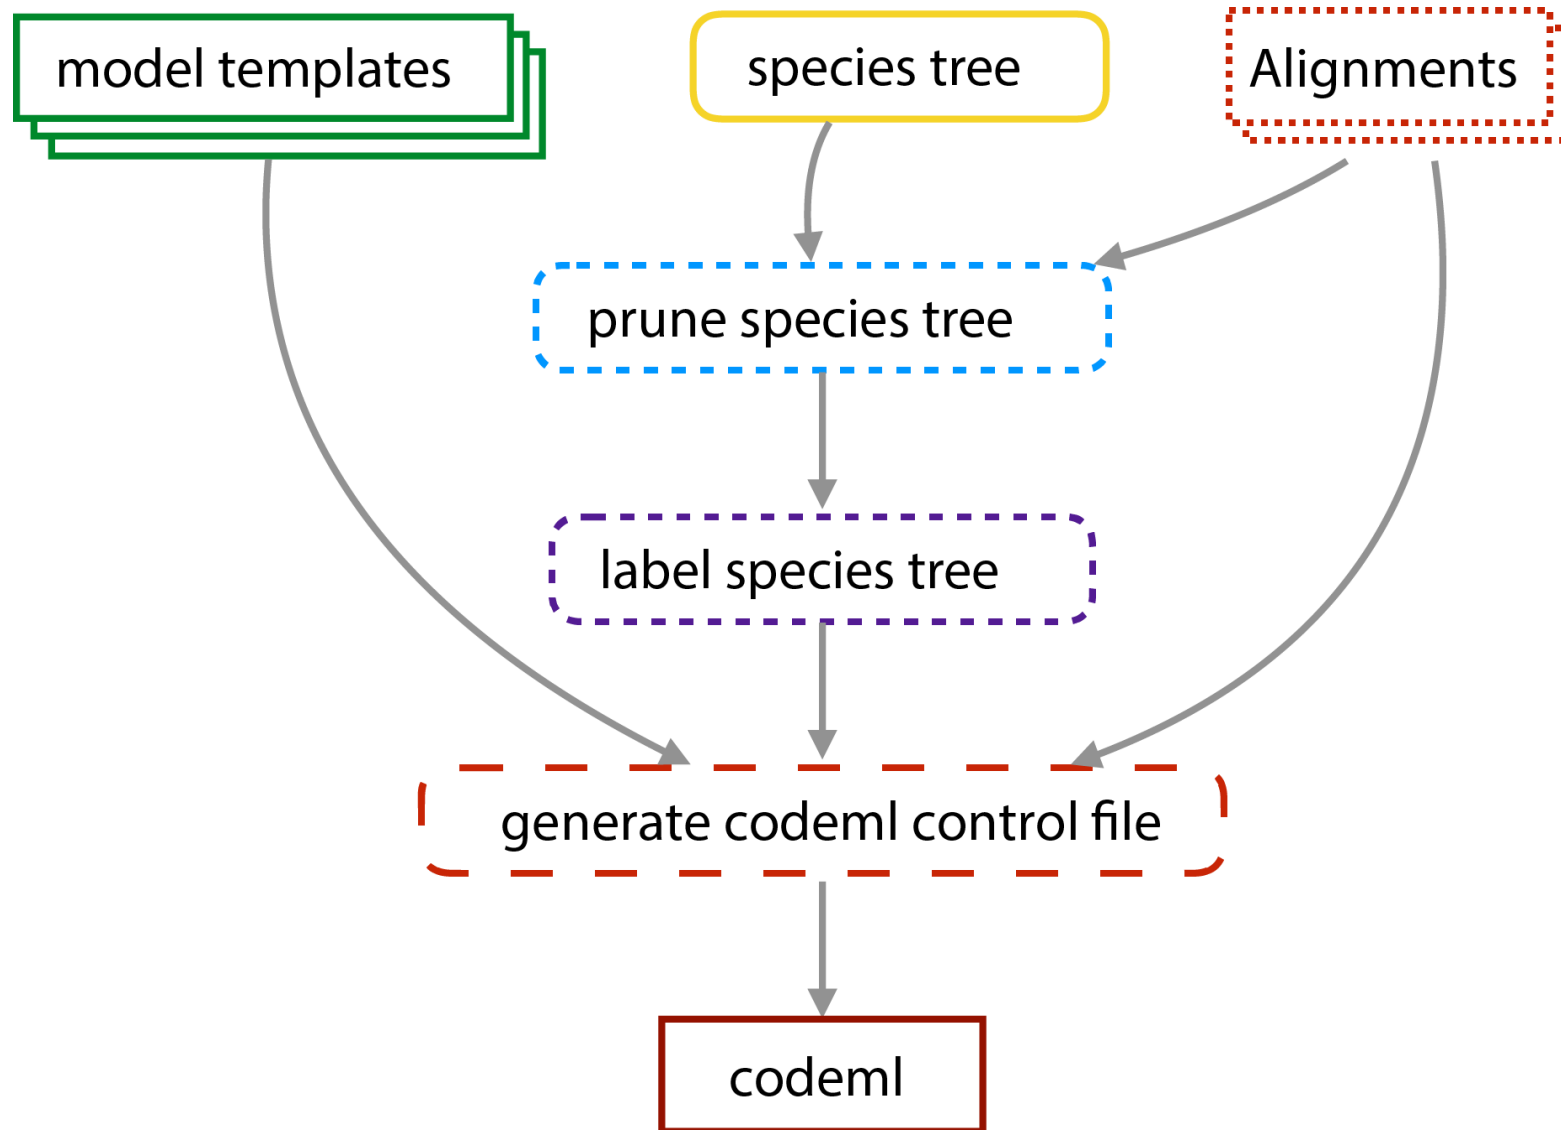 model templates
species tree
Alignments
prune species tree
label species tree
generate codeml control file
codeml